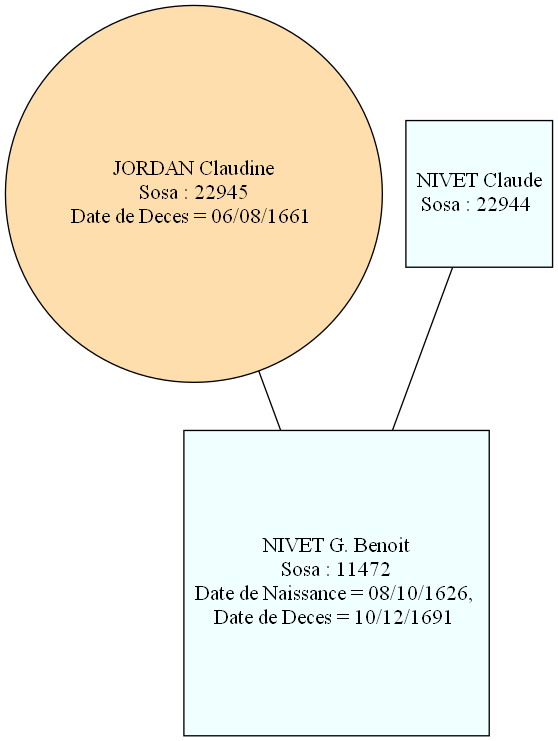 JORDAN Claudine
Sosa : 22945
Date de Deces = 06/08/1661
NIVET Claude
Sosa : 22944
NIVET G. Benoit
Sosa : 11472
Date de Naissance = 08/10/1626,
Date de Deces = 10/12/1691